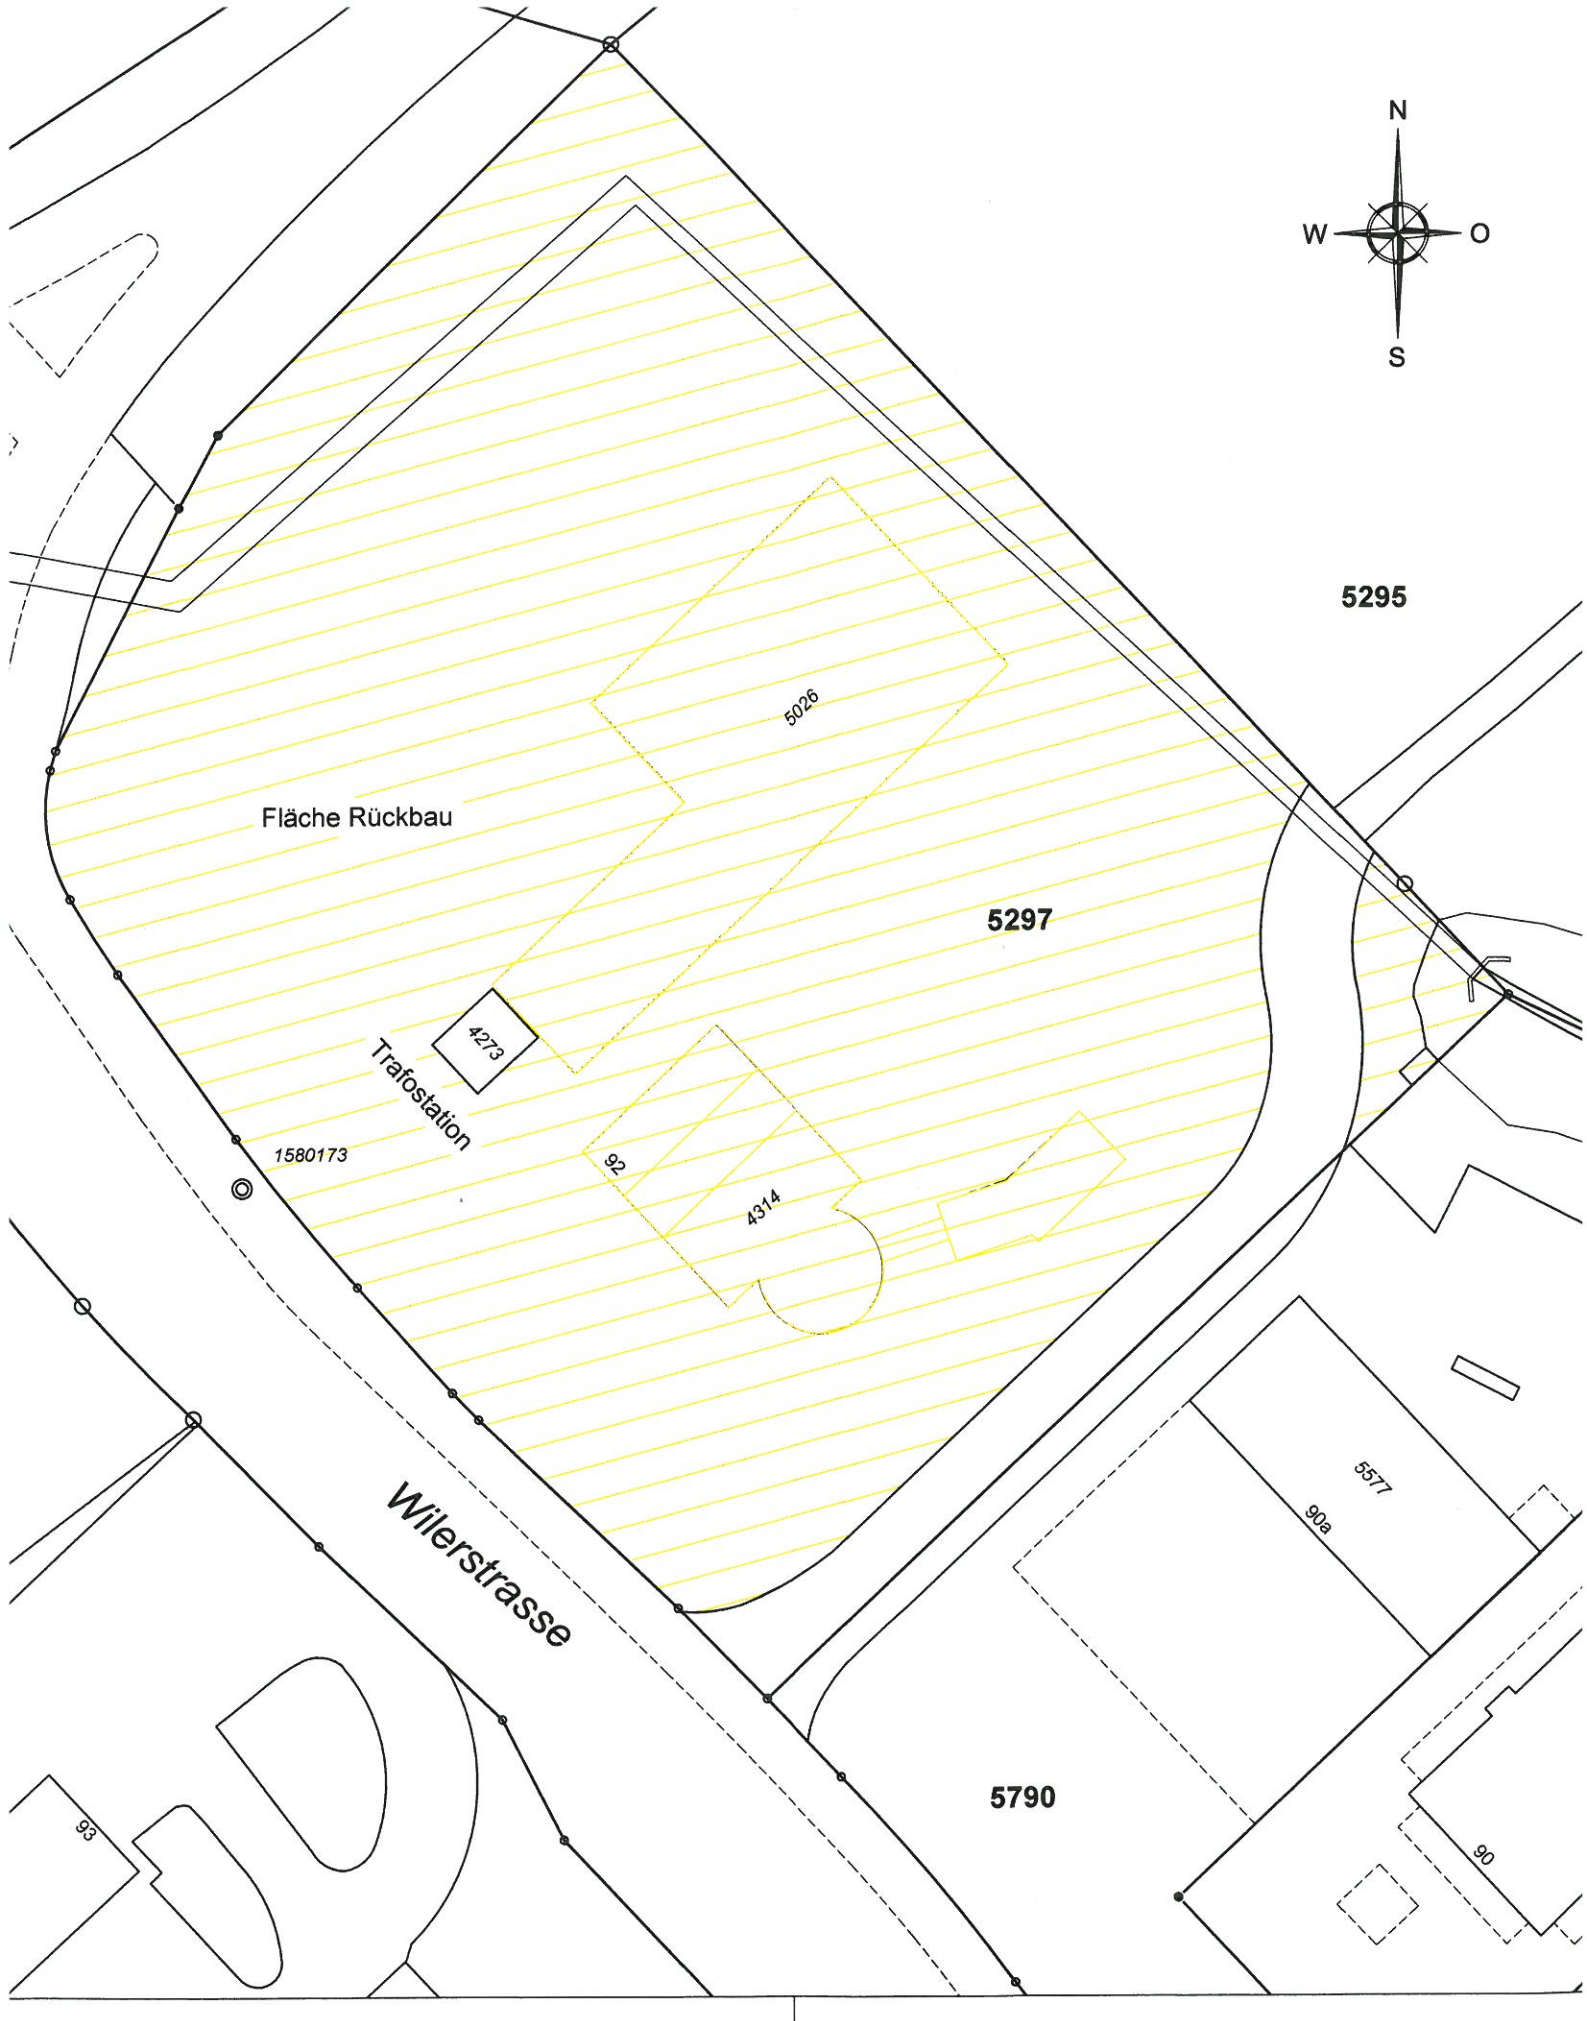 N
W
O
S
5295
5026
Fläche Rückbau
5297
4273
Trafostation
1580173
92
4314
Wilerstrasse
5577
90a
5790
93
90